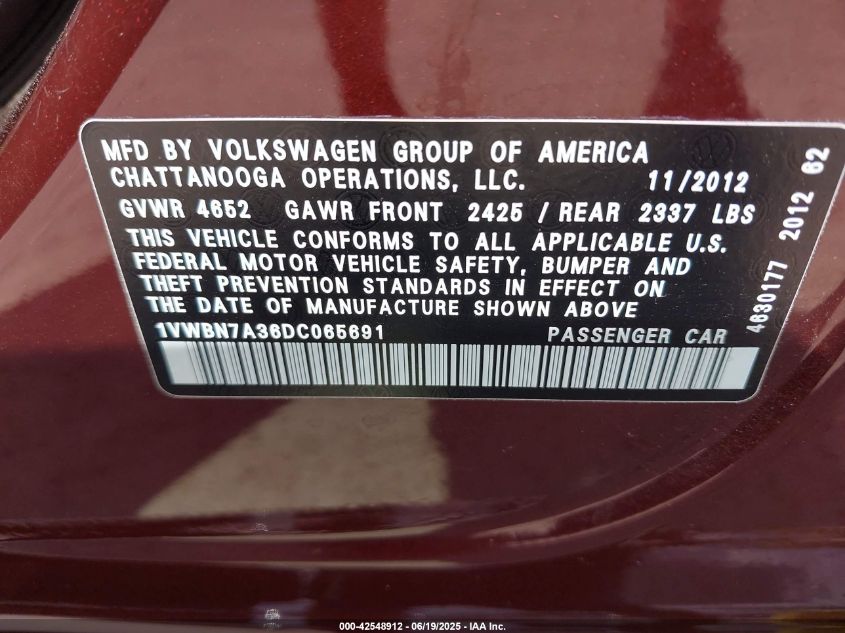 MFD BY VOLKSWAGEN GROUP OF AMERICA
CHATTANOOGA OPERATIONS, LLC. 11/2012
GVWR 4652 GAWR FRONT 2425 / REAR 2337 LBS
THIS VEHICLE CONFORMS TO ALL APPLICABLE U.S.
FEDERAL MOTOR VEHICLE SAFETY, BUMPER AND
THEFT PREVENTION STANDARDS IN EFFECT ON
THE DATE OF MANUFACTURE SHOWN ABOVE
1VWBN7A36DC065691 PASSENGER CAR
4630177 2012 62
000-42548912 - 06/19/2025 - IAA Inc.